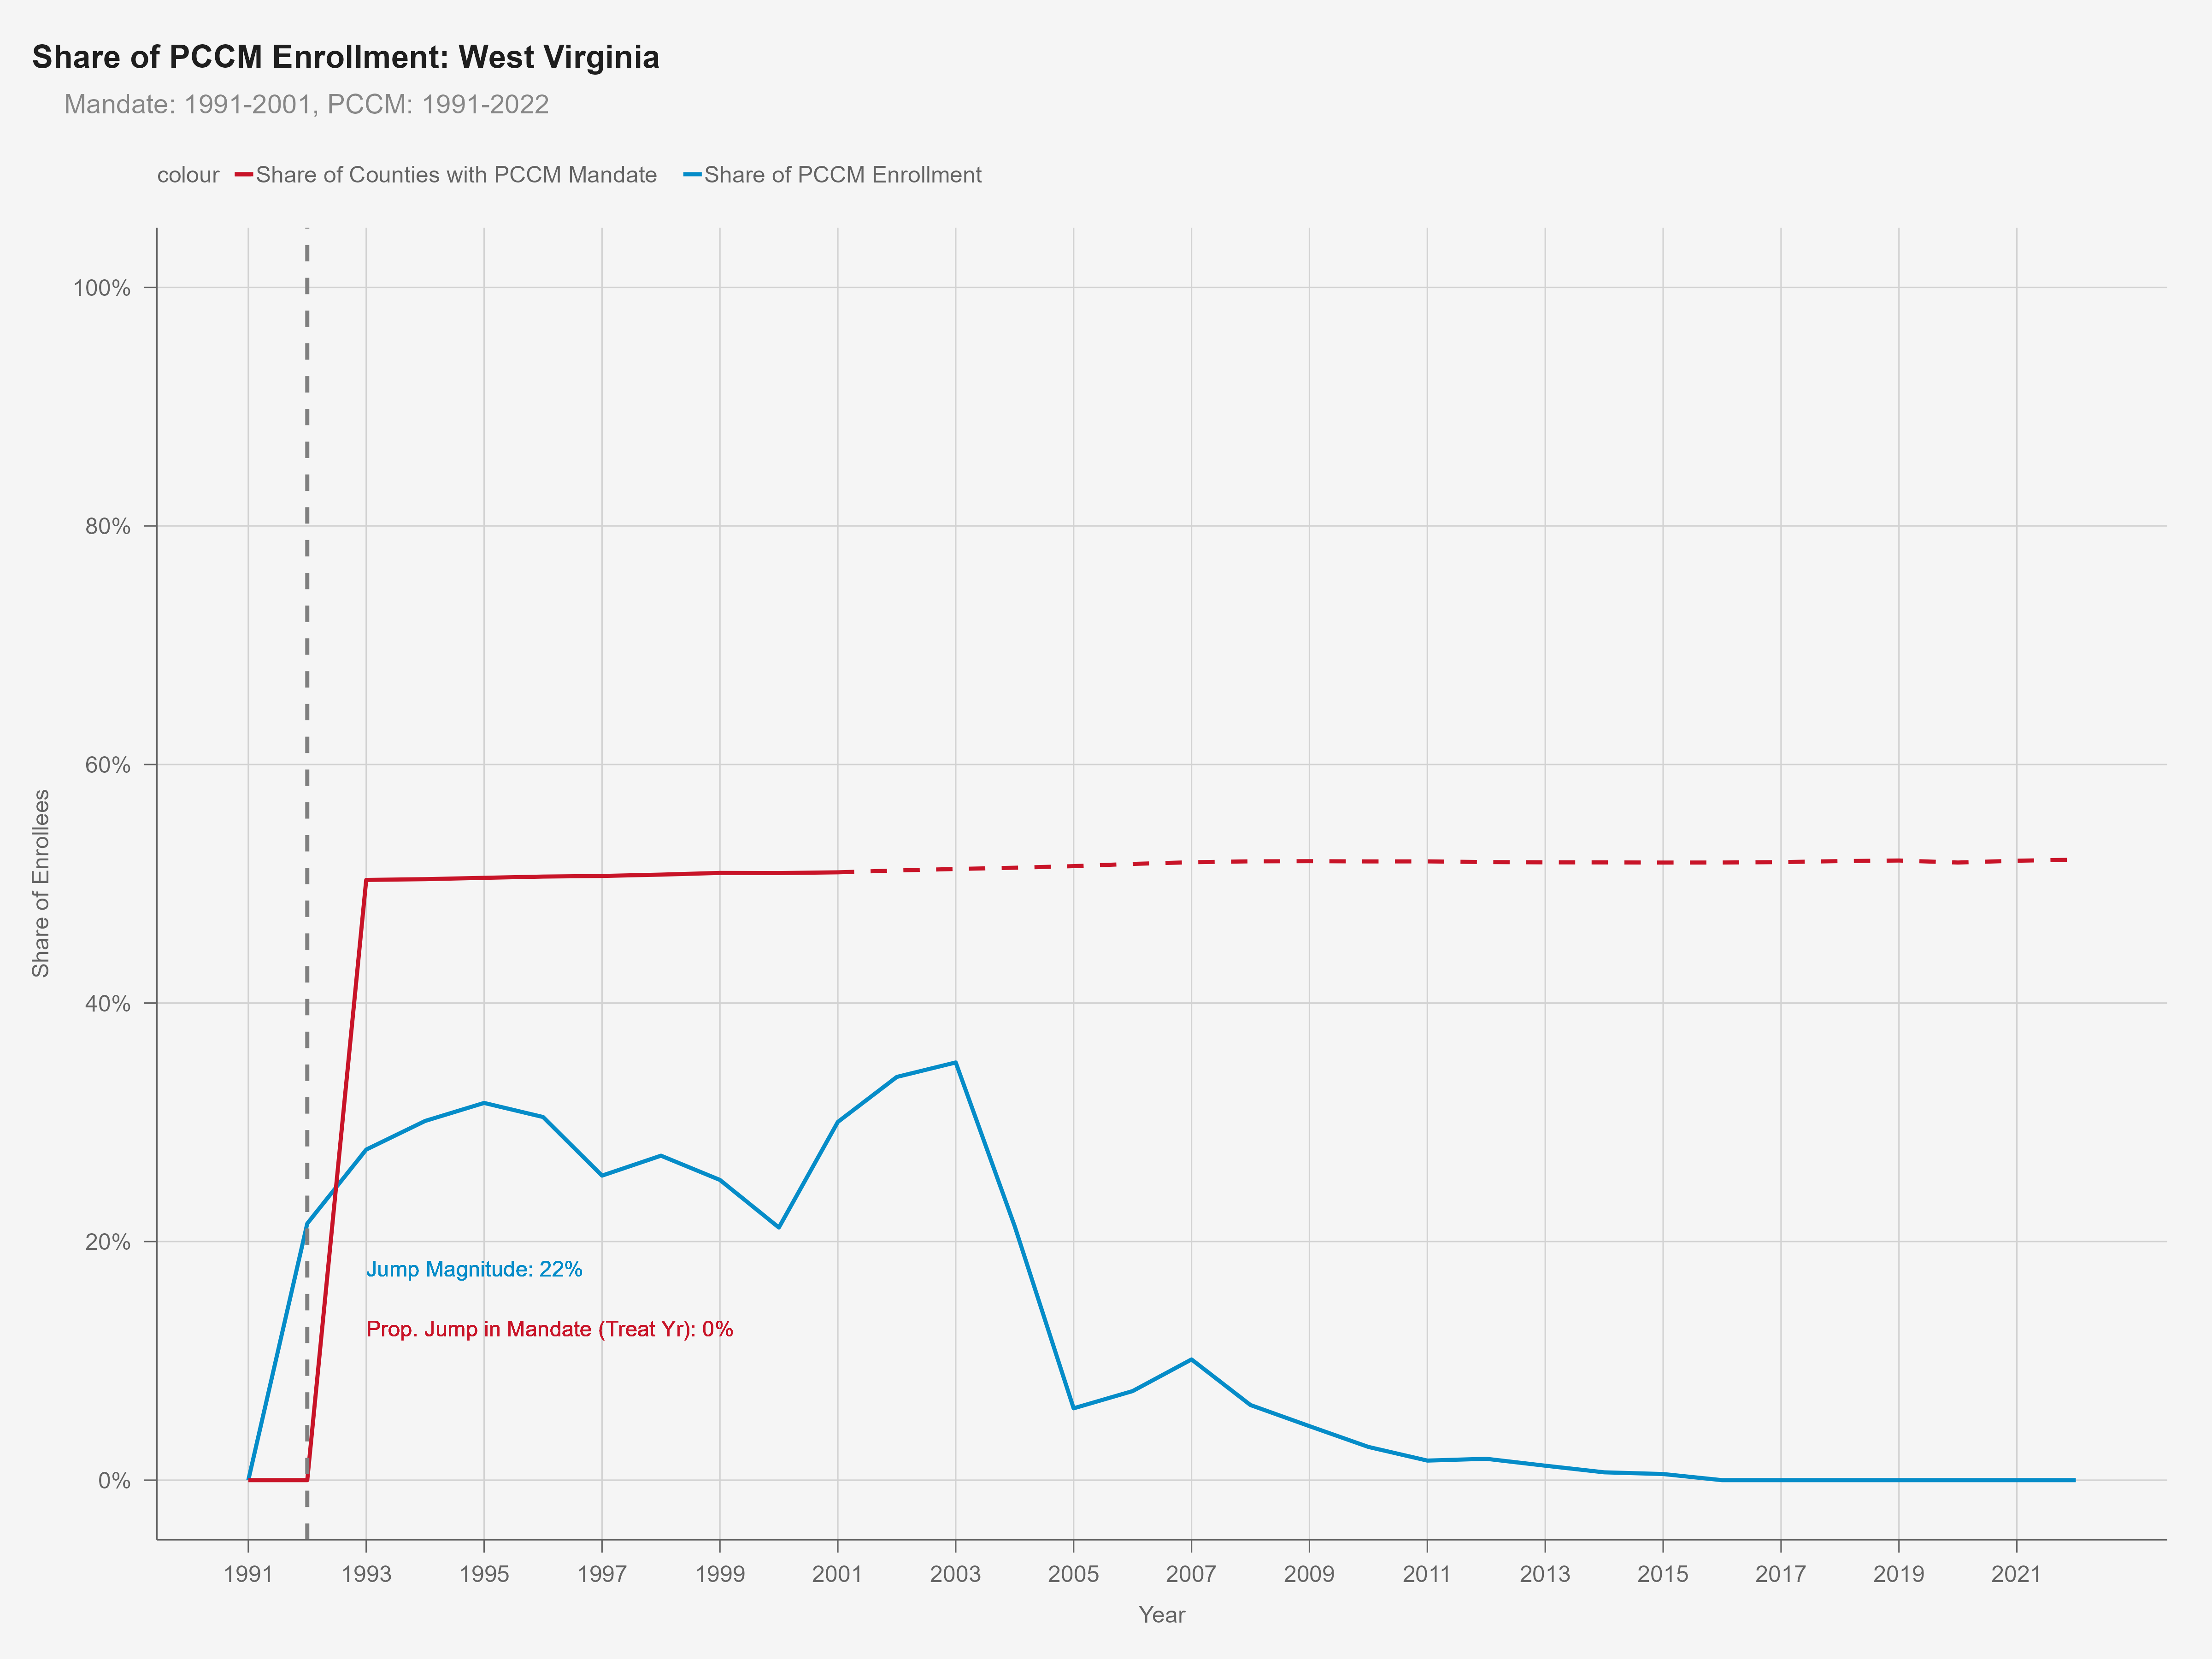 Share of PCCM Enrollment: West Virginia
Mandate: 1991-2001, PCCM: 1991-2022
colour Share of Counties with PCCM Mandate Share of PCCM Enrollment
100%
80%
60%
40%
20%
0%
Share of Enrollees
Jump Magnitude: 22%
Prop. Jump in Mandate (Treat Yr): 0%
1991 1993 1995 1997 1999 2001 2003 2005 2007 2009 2011 2013 2015 2017 2019 2021
Year